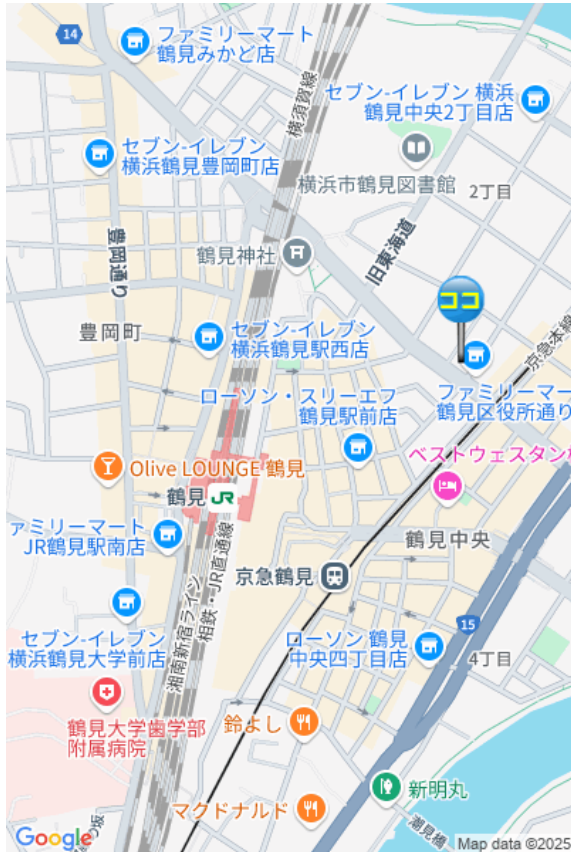 14
ファミリーマート
鶴見みかど店
横須賀線
セブン-イレブン 横浜
鶴見中央2丁目店
セブン-イレブン
横浜鶴見豊岡町店
横浜市鶴見図書館
2丁目
豊岡通り
鶴見神社
旧東海道
ココ
豊岡町
セブン-イレブン
横浜鶴見駅西店
京急本線
ファミリーマー
鶴見区役所通り
ローソン・スリーエフ
鶴見駅前店
ベストウェスタン
Olive LOUNGE 鶴見
鶴見
JR
ァミリーマート
JR鶴見駅南店
鶴見中央
相鉄・JR直通線
京急鶴見
湘南新宿ライン
15
セブン-イレブン
横浜鶴見大学前店
ローソン 鶴見
中央四丁目店
4丁目
鶴見大学歯学部
附属病院
鈴よし
新明丸
マクドナルド
潮見橋
の坂
Google
Map data ©2025